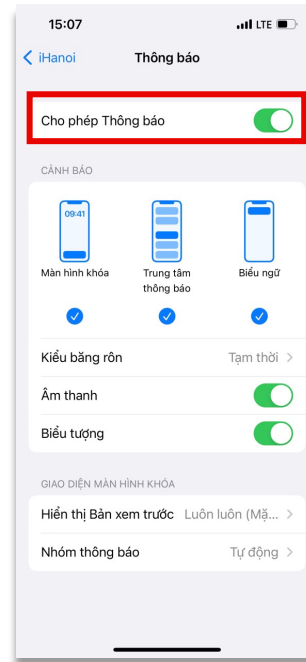 15:07
LTE
iHanoi
Thông báo
Cho phép Thông báo
CẢNH BÁO
09:41
Màn hình khóa
Trung tâm
thông báo
Biểu ngữ
Kiểu băng rôn
Tạm thời
Âm thanh
Biểu tượng
GIAO DIỆN MÀN HÌNH KHÓA
Hiển thị Bản xem trước
Luôn luôn (Mặ...
Nhóm thông báo
Tự động